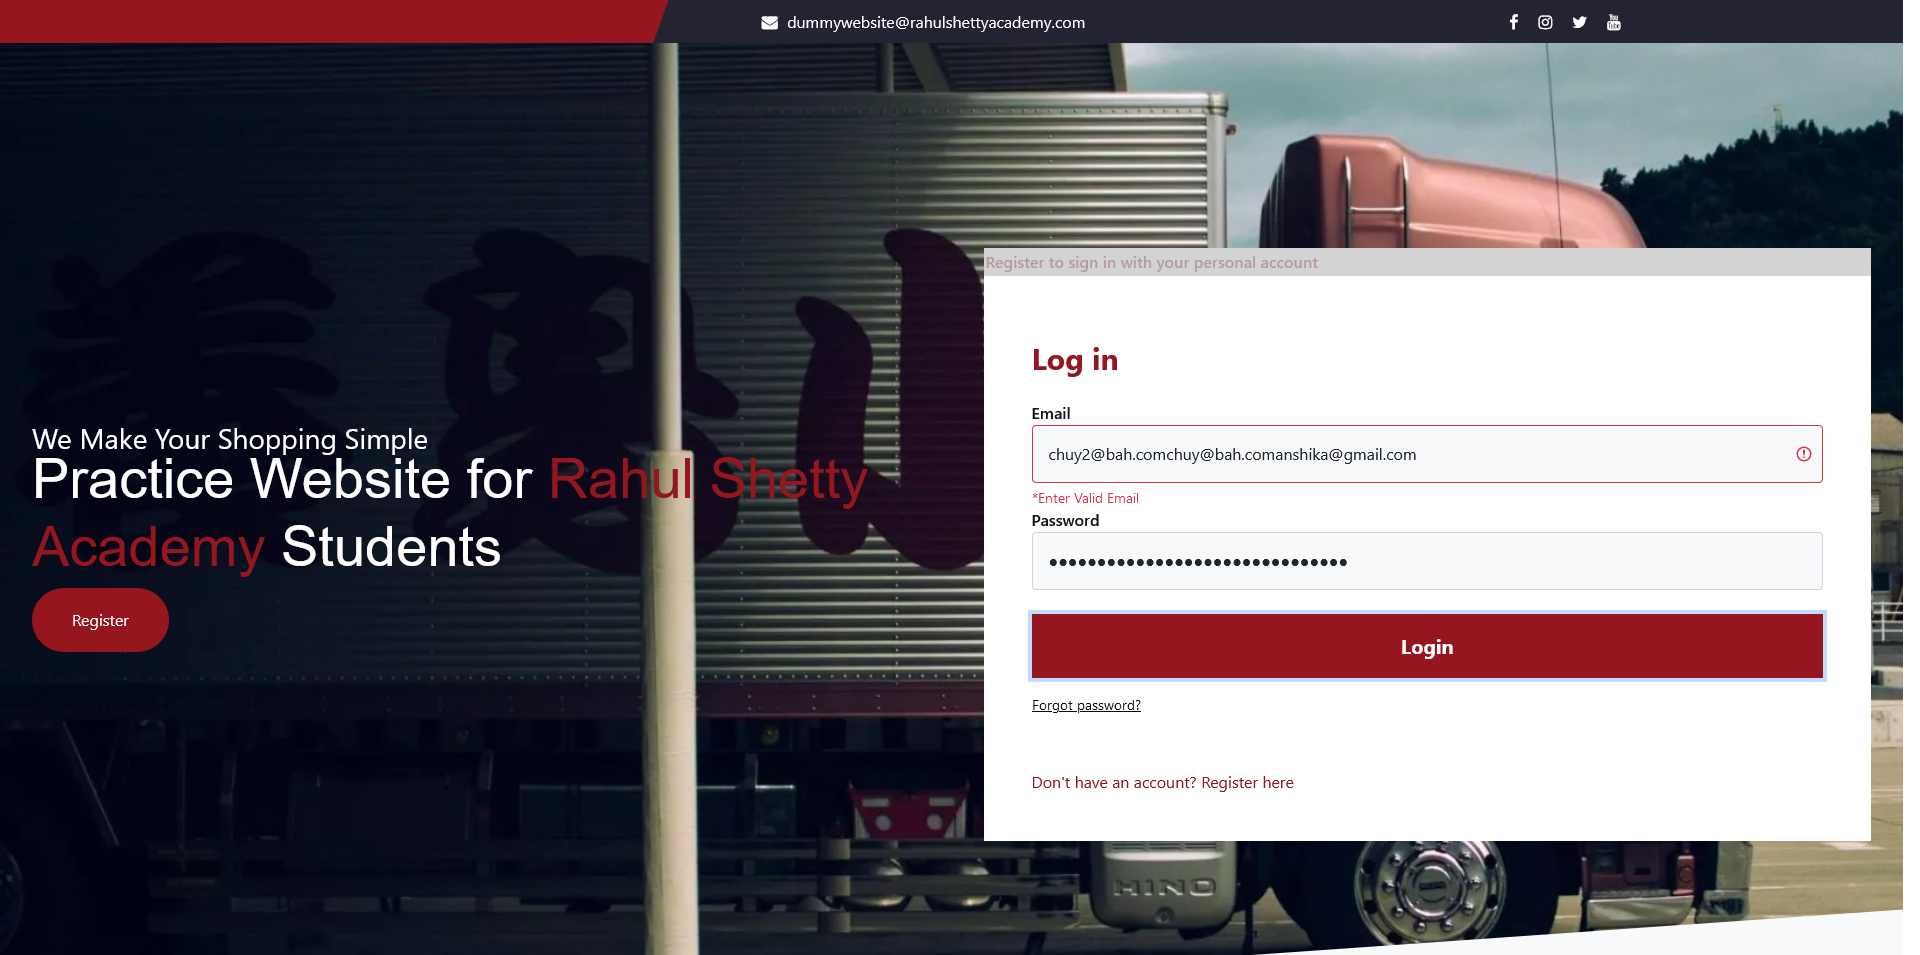 dummywebsite@rahulshettyacademy.com
We Make Your Shopping Simple
Practice Website for Rahul Shetty
Academy Students
Register
Register to sign in with your personal account
Log in
Email
chuy2@bah.comchuy@bah.comanshika@gmail.com
*Enter Valid Email
Password
Login
Forgot password?
Don't have an account? Register here
HINO